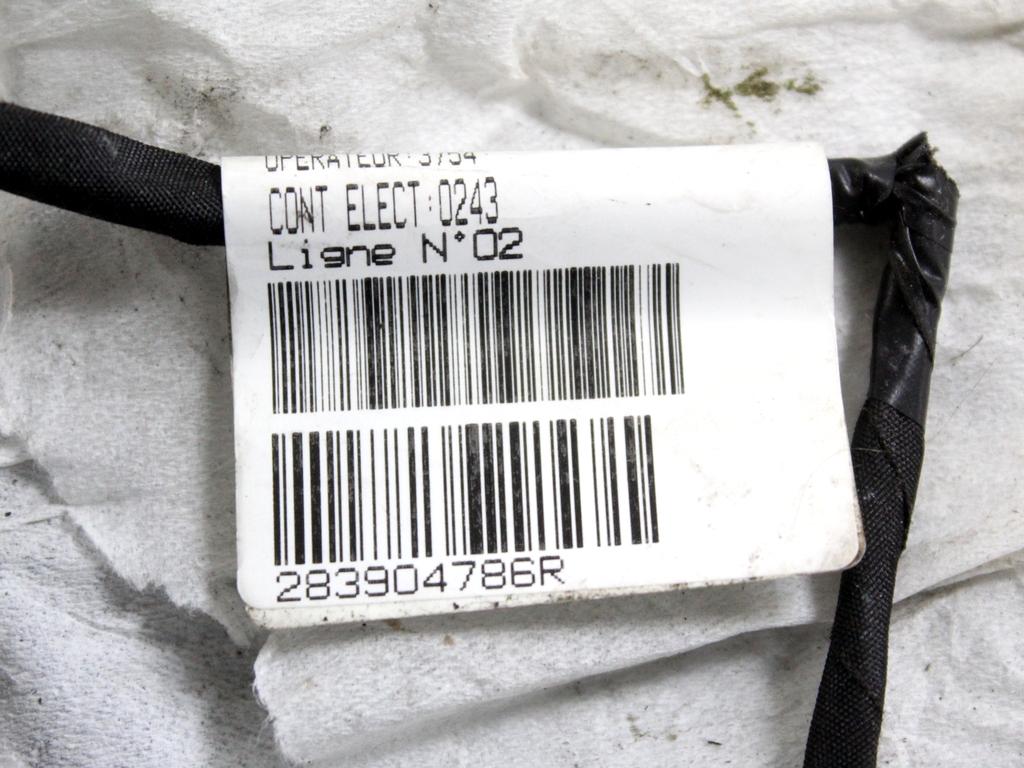 OPERATEUR:3754
CONT ELECT:0243
Ligne N°02
283904786R